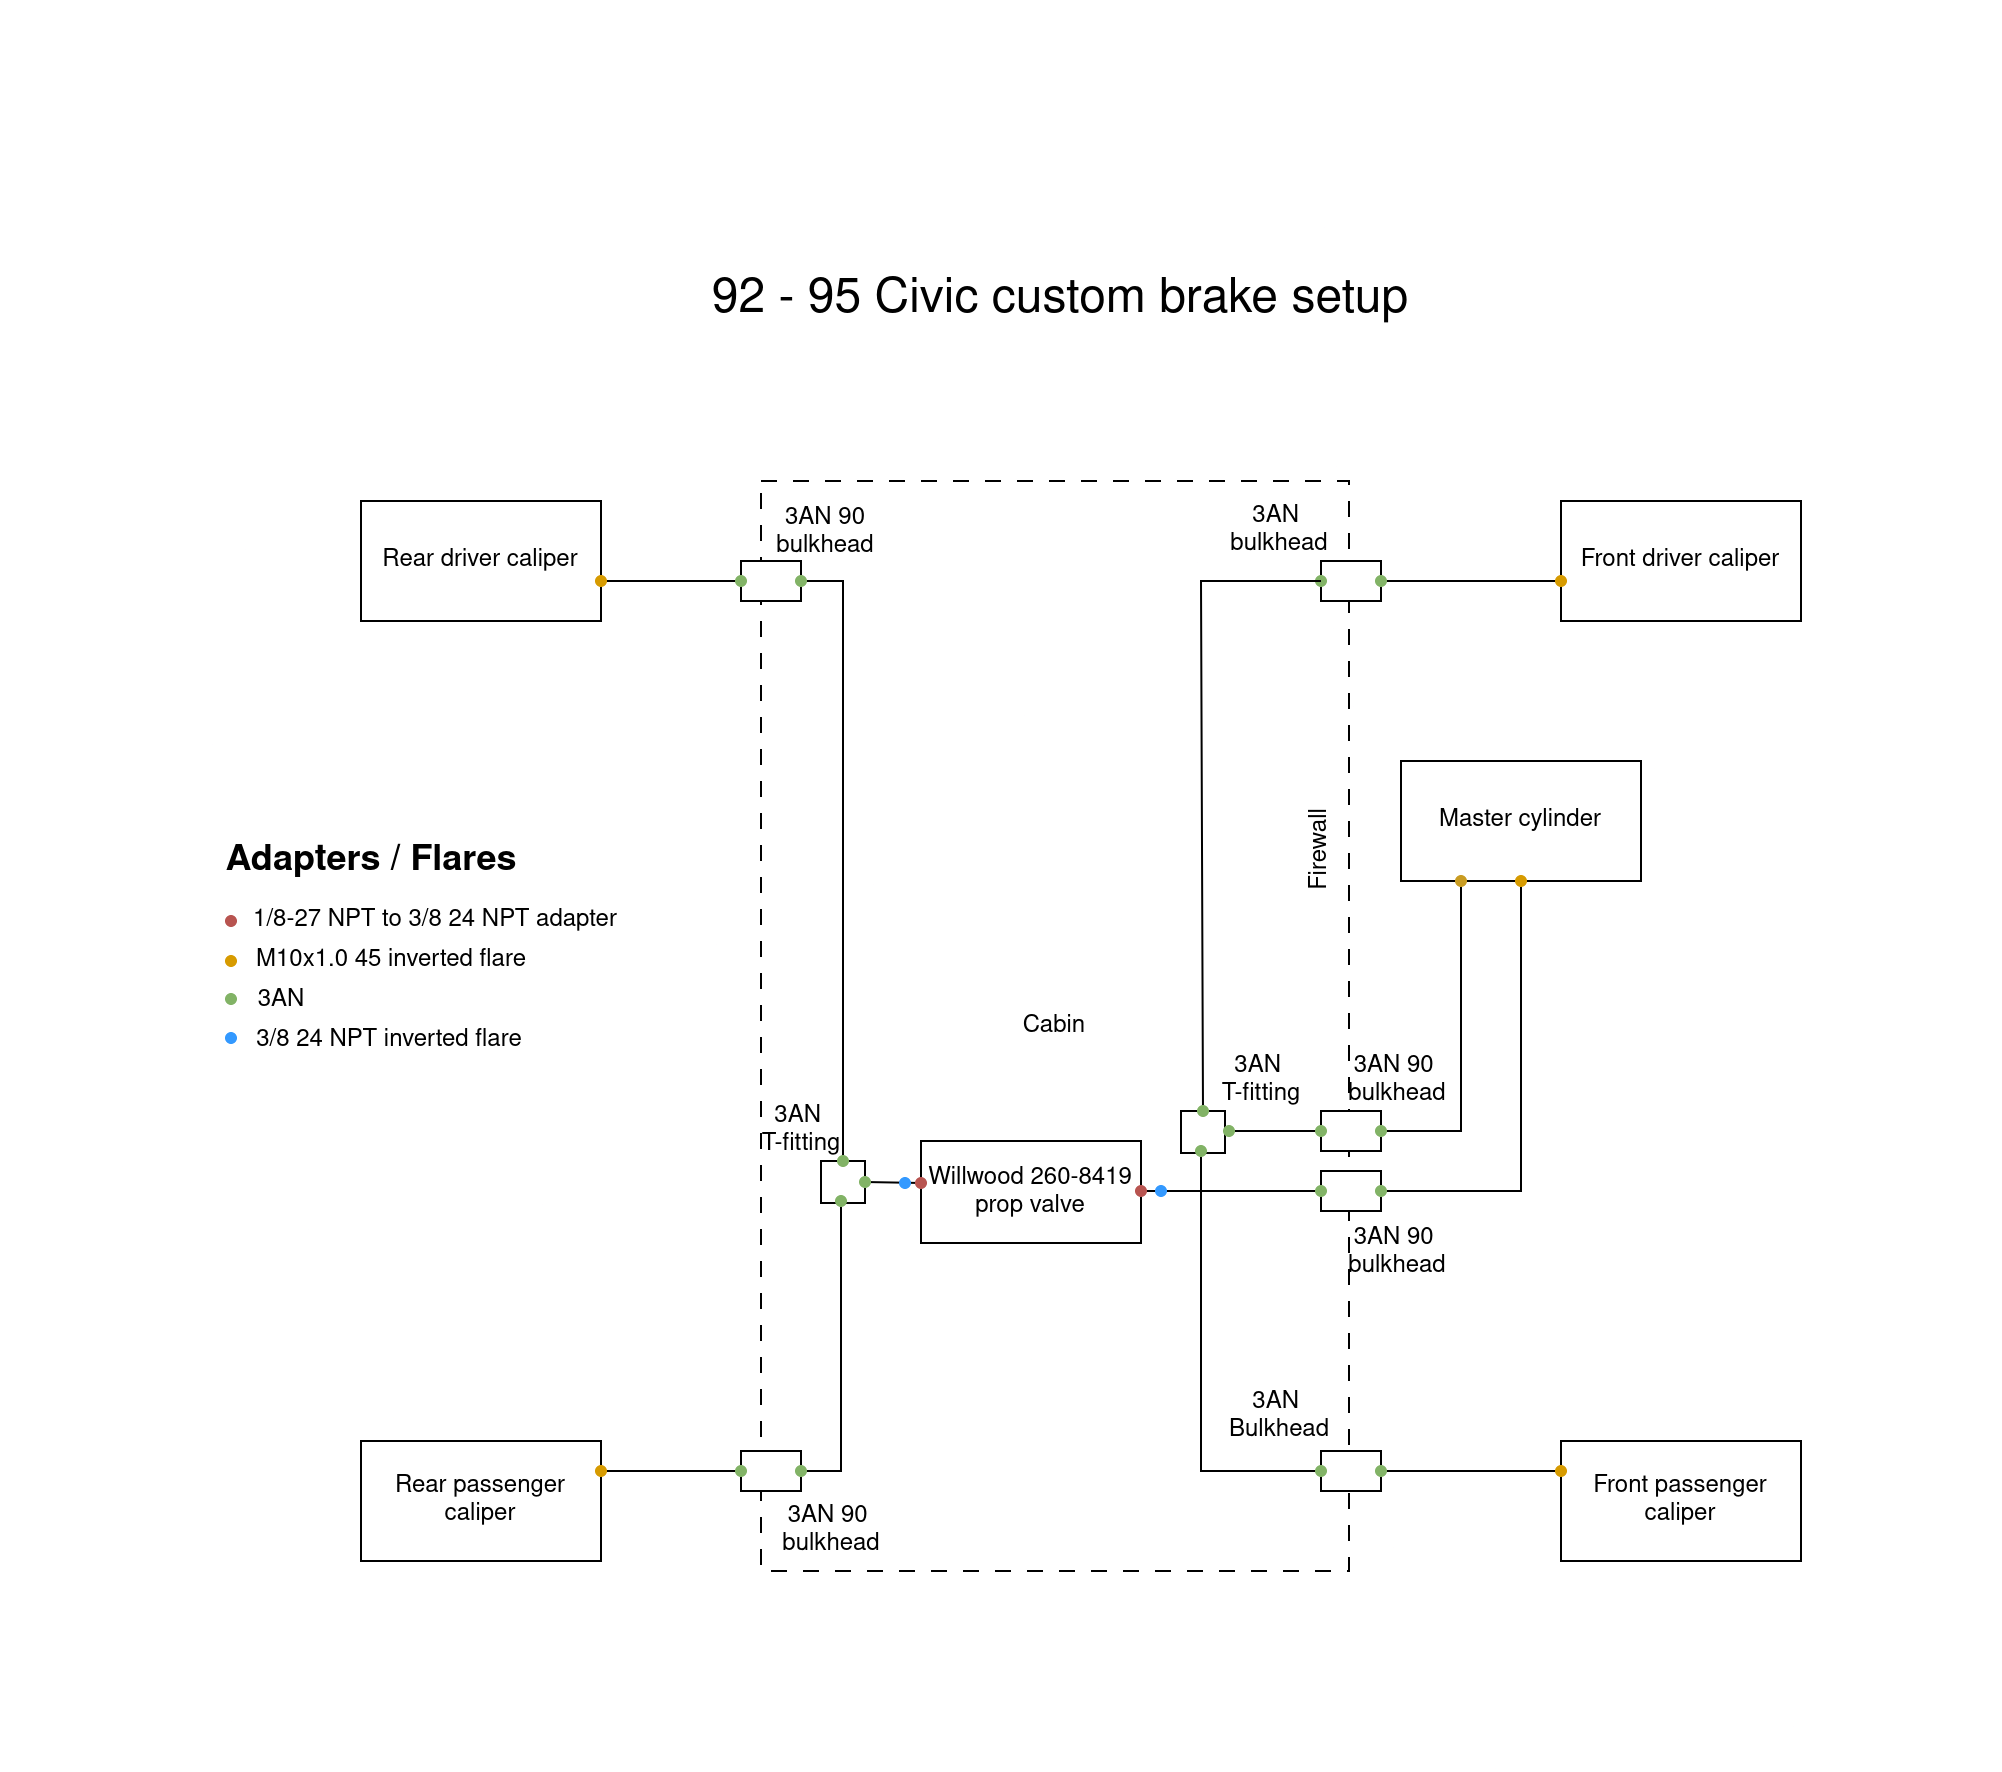 92 - 95 Civic custom brake setup
3AN 90
bulkhead
3AN
bulkhead
Rear driver caliper
Front driver caliper
Master cylinder
Firewall
Adapters / Flares
1/8-27 NPT to 3/8 24 NPT adapter
M10x1.0 45 inverted flare
3AN
3/8 24 NPT inverted flare
Cabin
3AN
T-fitting
3AN 90
bulkhead
3AN
T-fitting
Willwood 260-8419
prop valve
3AN 90
bulkhead
3AN
Bulkhead
Rear passenger
caliper
Front passenger
caliper
3AN 90
bulkhead